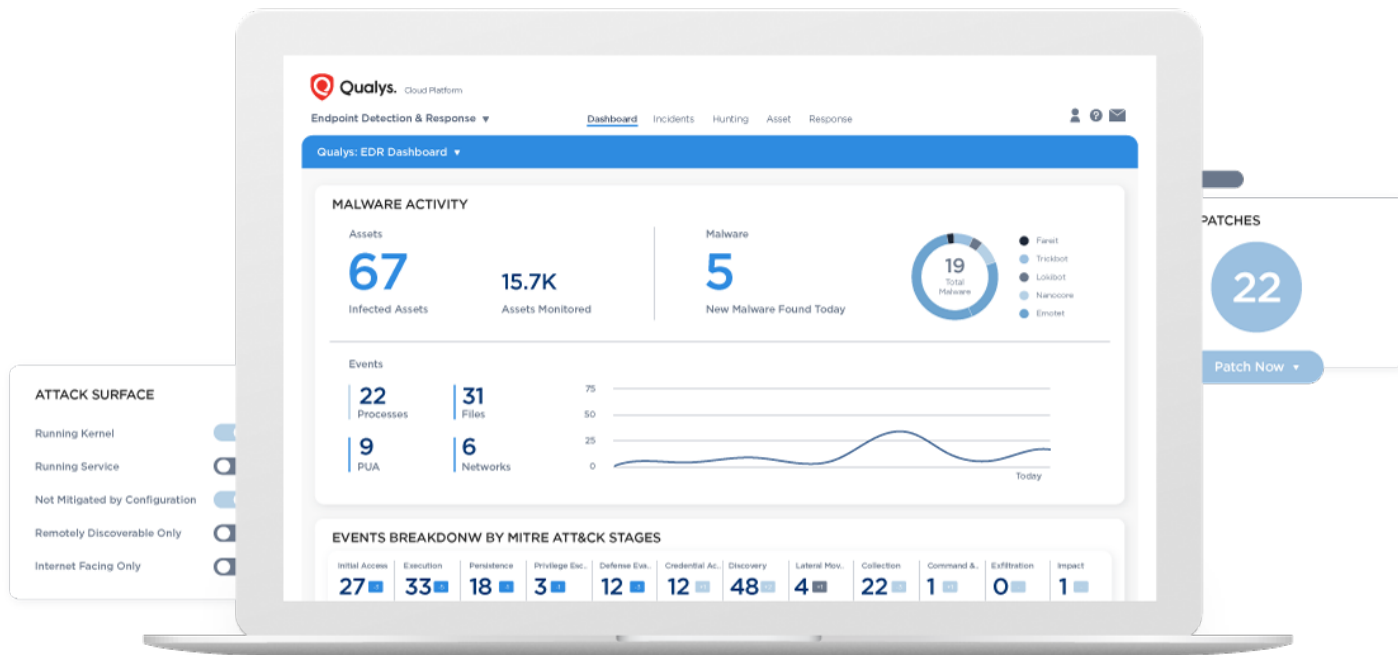 Qualys. Cloud Platform
Endpoint Detection & Response
Dashboard Incidents Hunting Asset Response
Qualys: EDR Dashboard
MALWARE ACTIVITY
Assets
67
Infected Assets
15.7K
Assets Monitored
Malware
5
New Malware Found Today
19
Total
Malware
Fareit
Trickbot
Lokibot
Nanocore
Emotet
Events
22
Processes
31
Files
9
PUA
6
Networks
75
50
25
0
Today
EVENTS BREAKDONW BY MITRE ATT&CK STAGES
Initial Access Execution Persistence Privilege Esc.. Defense Eva.. Credential Ac.. Discovery Lateral Mov.. Collection Command &.. Exfiltration Impact
27 33 18 3 12 12 48 4 22 1 0 1
ATTACK SURFACE
Running Kernel
Running Service
Not Mitigated by Configuration
Remotely Discoverable Only
Internet Facing Only
PATCHES
22
Patch Now